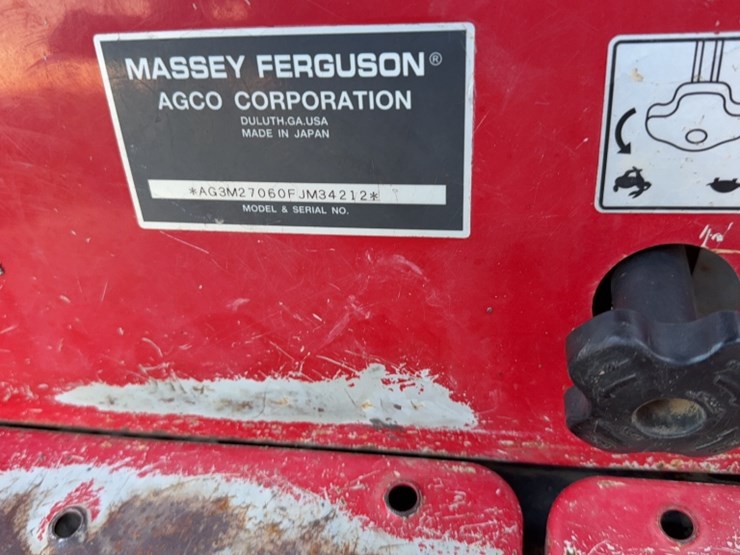 MASSEY FERGUSON®
AGCO CORPORATION
DULUTH.GA.USA
MADE IN JAPAN
*AG3M27060FJM34212*
MODEL & SERIAL NO.